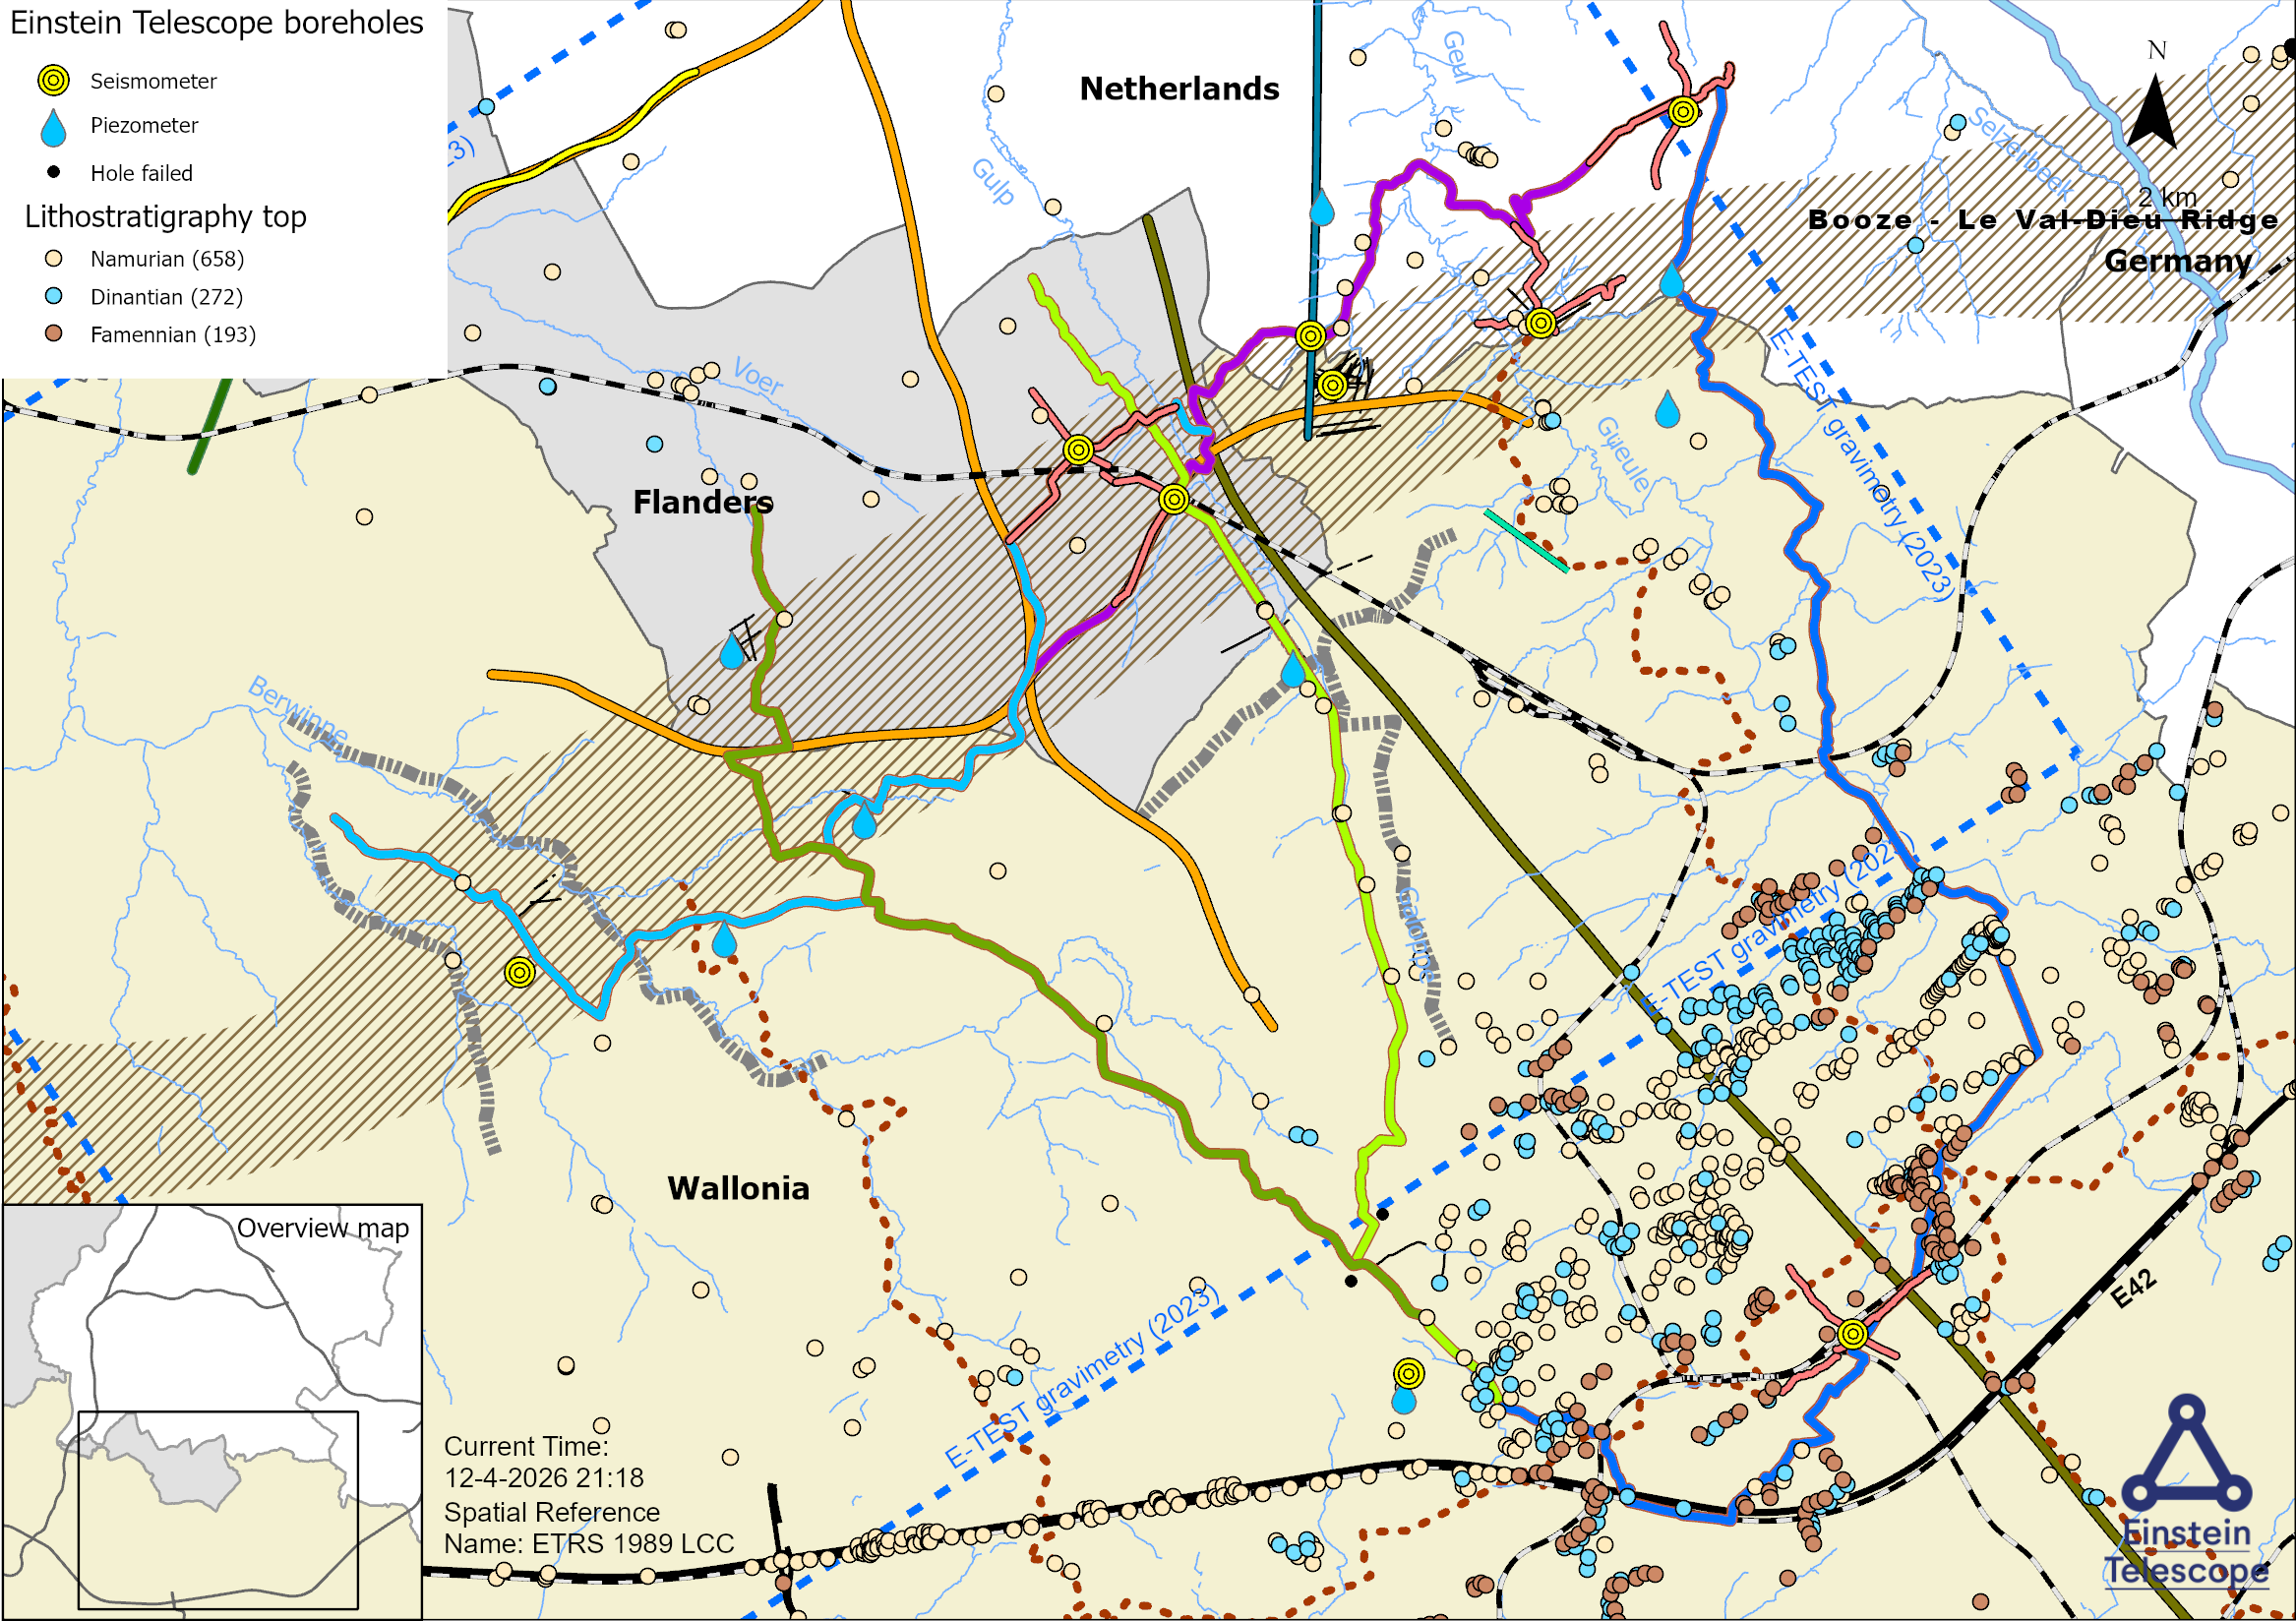 Einstein Telescope boreholes
Seismometer
Piezometer
Hole failed
Lithostratigraphy top
Namurian (658)
Dinantian (272)
Famennian (193)
23)
Netherlands
Geul
Gulp
N
Selzerbeek
2 km
Booze - Le Val-Dieu Ridge
Germany
Voer
E-TEST gravimetry (2023)
Gueule
Flanders
Berwinne
E-TEST gravimetry (2023)
Galoppe
Wallonia
E-TEST gravimetry (2023)
E42
Overview map
Current Time:
12-4-2026 21:18
Spatial Reference
Name: ETRS 1989 LCC
Einstein
Telescope